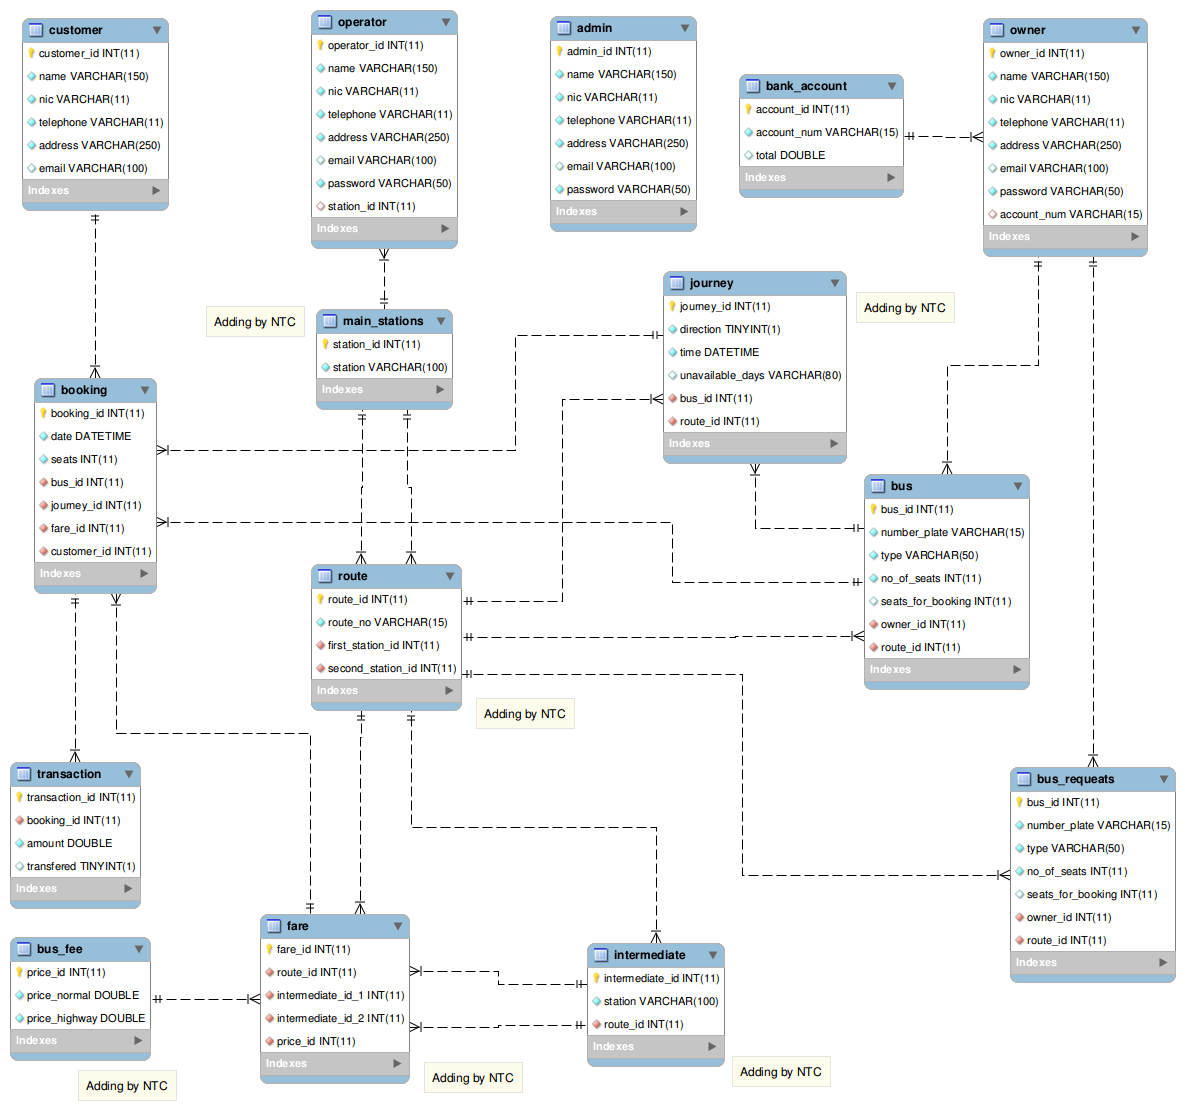 customer
customer_id INT(11)
name VARCHAR(150)
nic VARCHAR(11)
telephone VARCHAR(11)
address VARCHAR(250)
email VARCHAR(100)
Indexes
operator
operator_id INT(11)
name VARCHAR(150)
nic VARCHAR(11)
telephone VARCHAR(11)
address VARCHAR(250)
email VARCHAR(100)
password VARCHAR(50)
station_id INT(11)
Indexes
admin
admin_id INT(11)
name VARCHAR(150)
nic VARCHAR(11)
telephone VARCHAR(11)
address VARCHAR(250)
email VARCHAR(100)
password VARCHAR(50)
Indexes
bank_account
account_id INT(11)
account_num VARCHAR(15)
total DOUBLE
Indexes
owner
owner_id INT(11)
name VARCHAR(150)
nic VARCHAR(11)
telephone VARCHAR(11)
address VARCHAR(250)
email VARCHAR(100)
password VARCHAR(50)
account_num VARCHAR(15)
Indexes
Adding by NTC
main_stations
station_id INT(11)
station VARCHAR(100)
Indexes
journey
journey_id INT(11)
direction TINYINT(1)
time DATETIME
unavailable_days VARCHAR(80)
bus_id INT(11)
route_id INT(11)
Indexes
Adding by NTC
booking
booking_id INT(11)
date DATETIME
seats INT(11)
bus_id INT(11)
journey_id INT(11)
fare_id INT(11)
customer_id INT(11)
Indexes
bus
bus_id INT(11)
number_plate VARCHAR(15)
type VARCHAR(50)
no_of_seats INT(11)
seats_for_booking INT(11)
owner_id INT(11)
route_id INT(11)
Indexes
route
route_id INT(11)
route_no VARCHAR(15)
first_station_id INT(11)
second_station_id INT(11)
Indexes
Adding by NTC
transaction
transaction_id INT(11)
booking_id INT(11)
amount DOUBLE
transfered TINYINT(1)
Indexes
bus_requeats
bus_id INT(11)
number_plate VARCHAR(15)
type VARCHAR(50)
no_of_seats INT(11)
seats_for_booking INT(11)
owner_id INT(11)
route_id INT(11)
Indexes
bus_fee
price_id INT(11)
price_normal DOUBLE
price_highway DOUBLE
Indexes
Adding by NTC
fare
fare_id INT(11)
route_id INT(11)
intermediate_id_1 INT(11)
intermediate_id_2 INT(11)
price_id INT(11)
Indexes
Adding by NTC
intermediate
intermediate_id INT(11)
station VARCHAR(100)
route_id INT(11)
Indexes
Adding by NTC